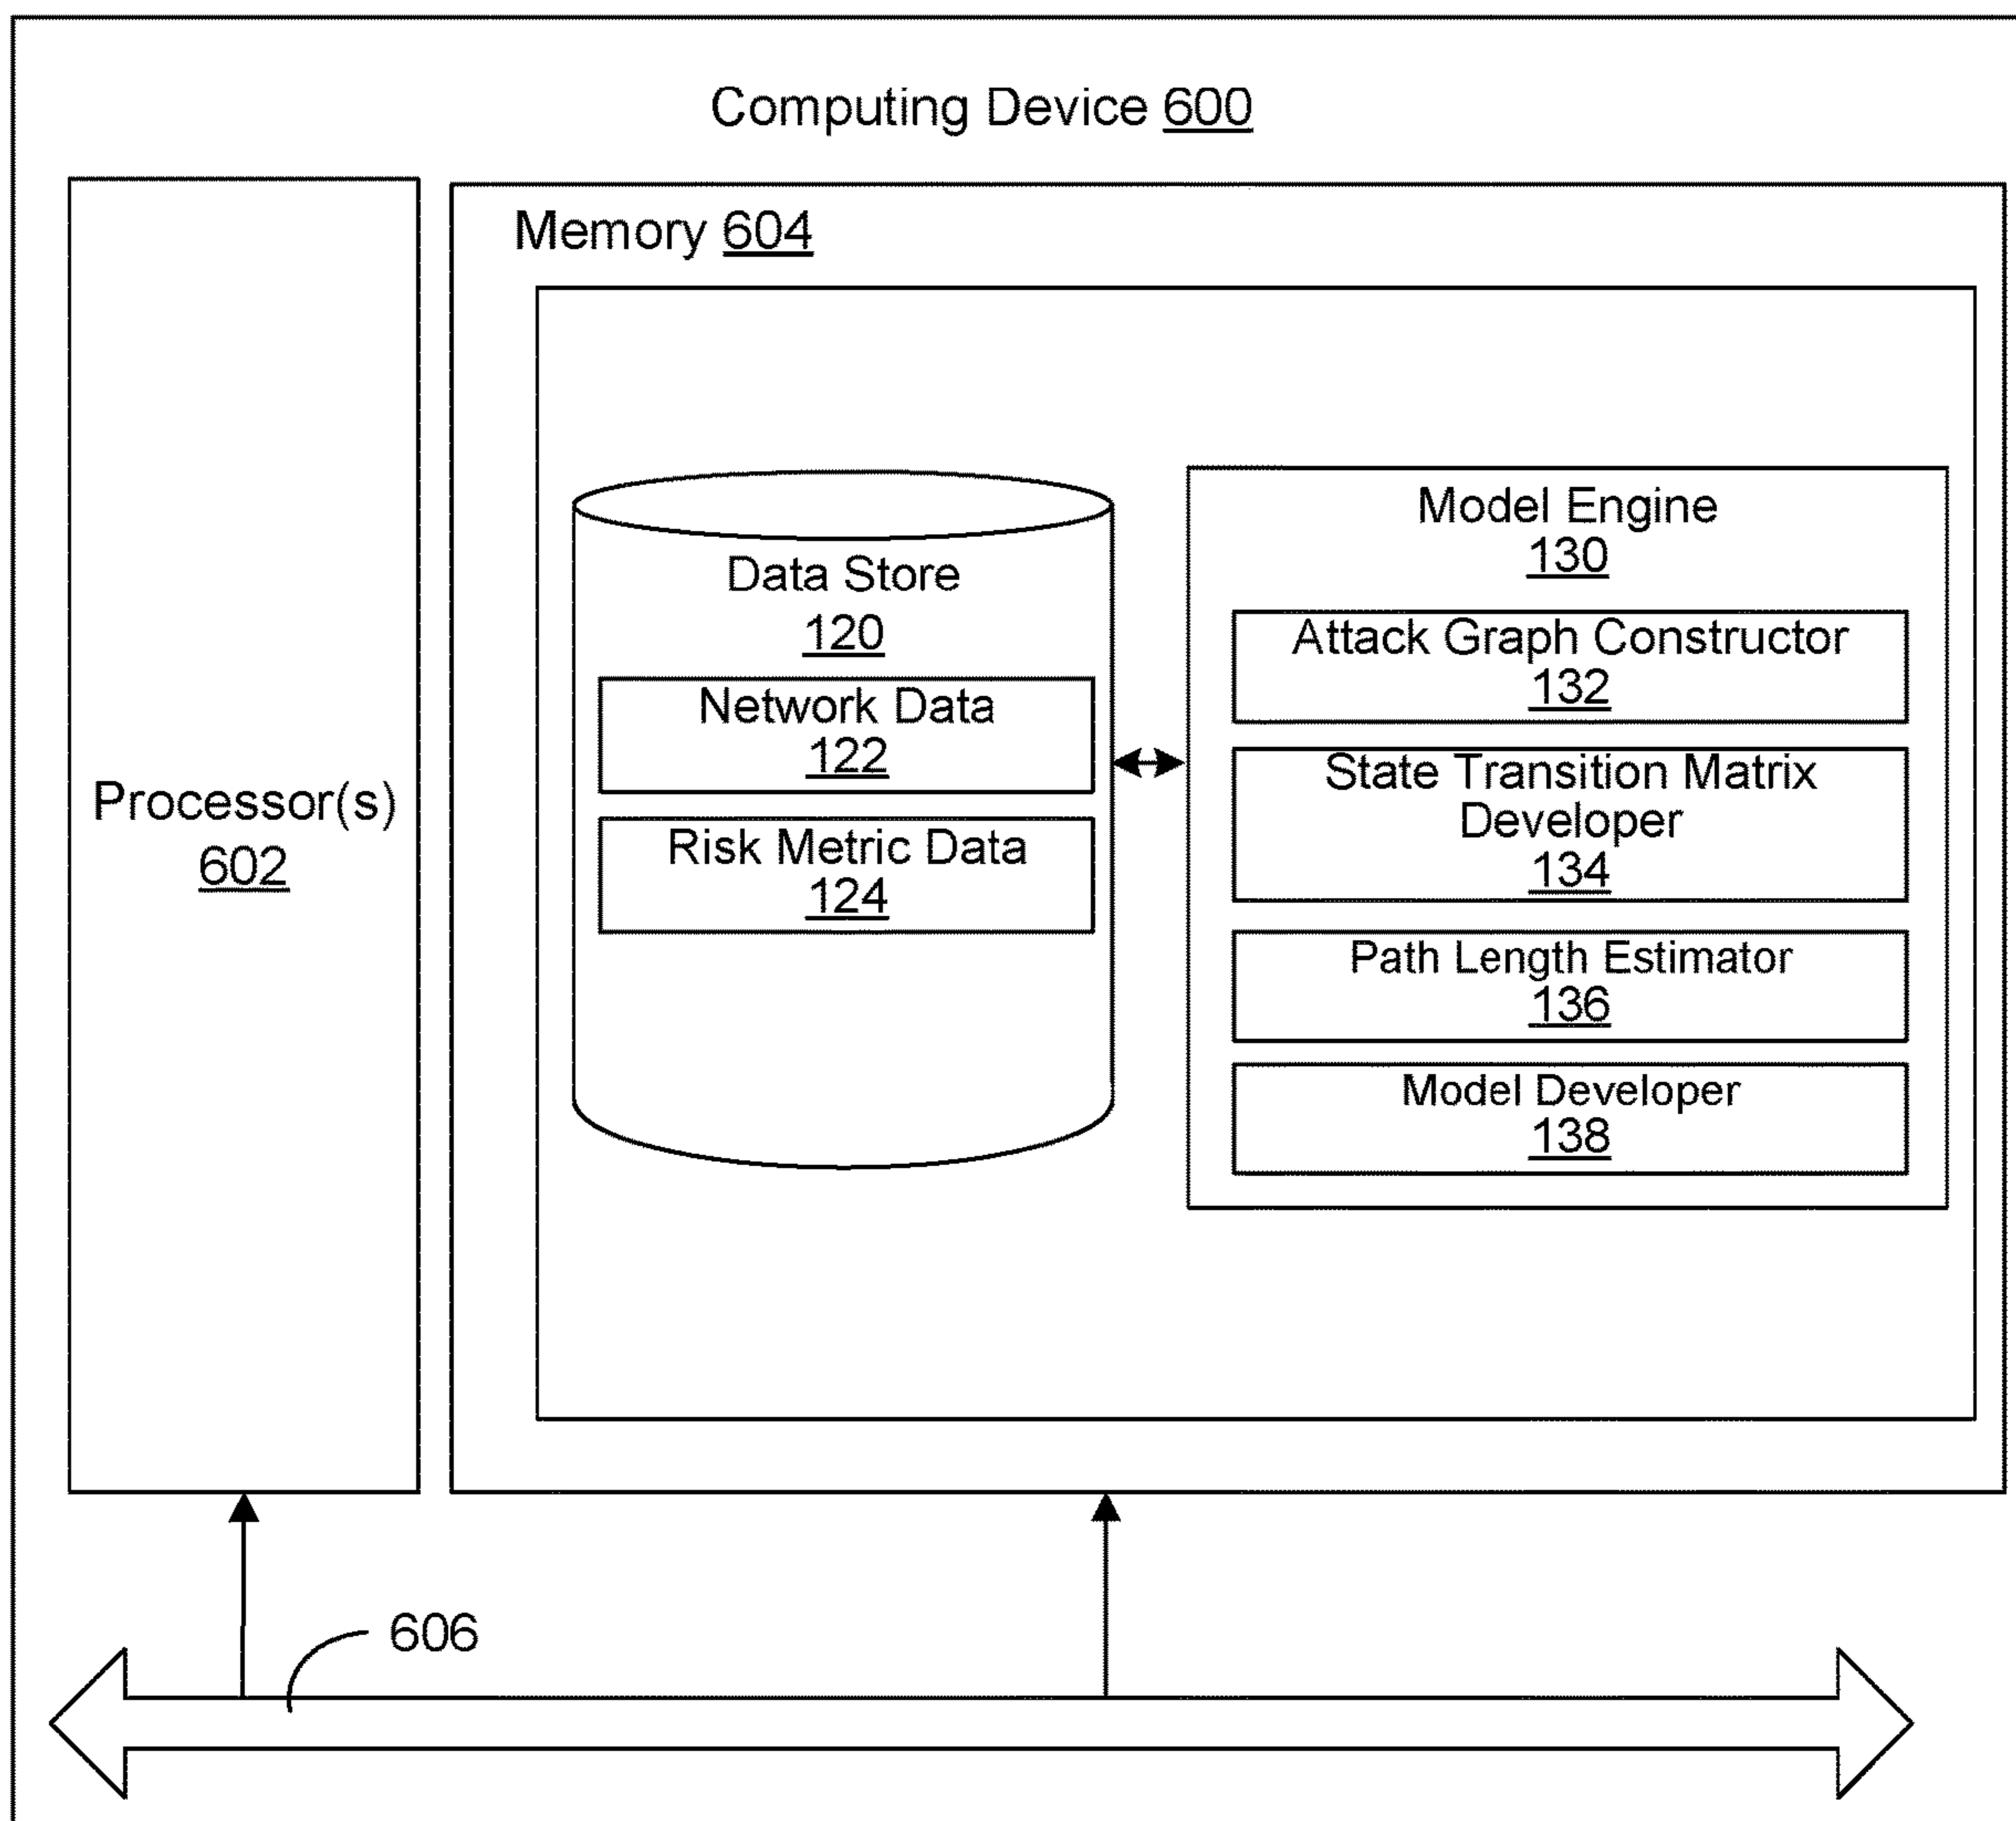 Computing Device 600
Memory 604
Processor(s)
602
Data Store
120
Network Data
122
Risk Metric Data
124
Model Engine
130
Attack Graph Constructor
132
State Transition Matrix
Developer
134
Path Length Estimator
136
Model Developer
138
606